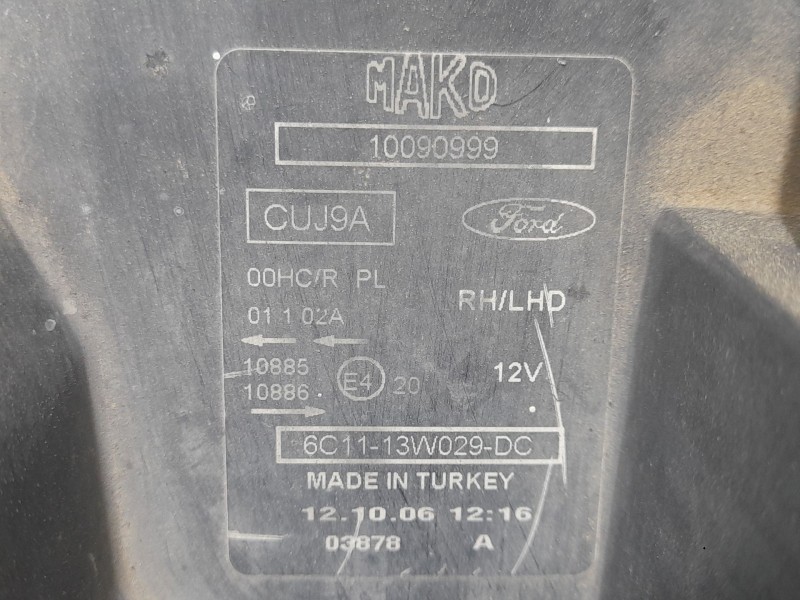 MAKO
10090999
CUJ9A
Ford
00HC/R PL
RH/LHD
01 1 02A
10885
10886
E4
20
12V
6C11-13W029-DC
MADE IN TURKEY
12.10.06 12:16
03878 A